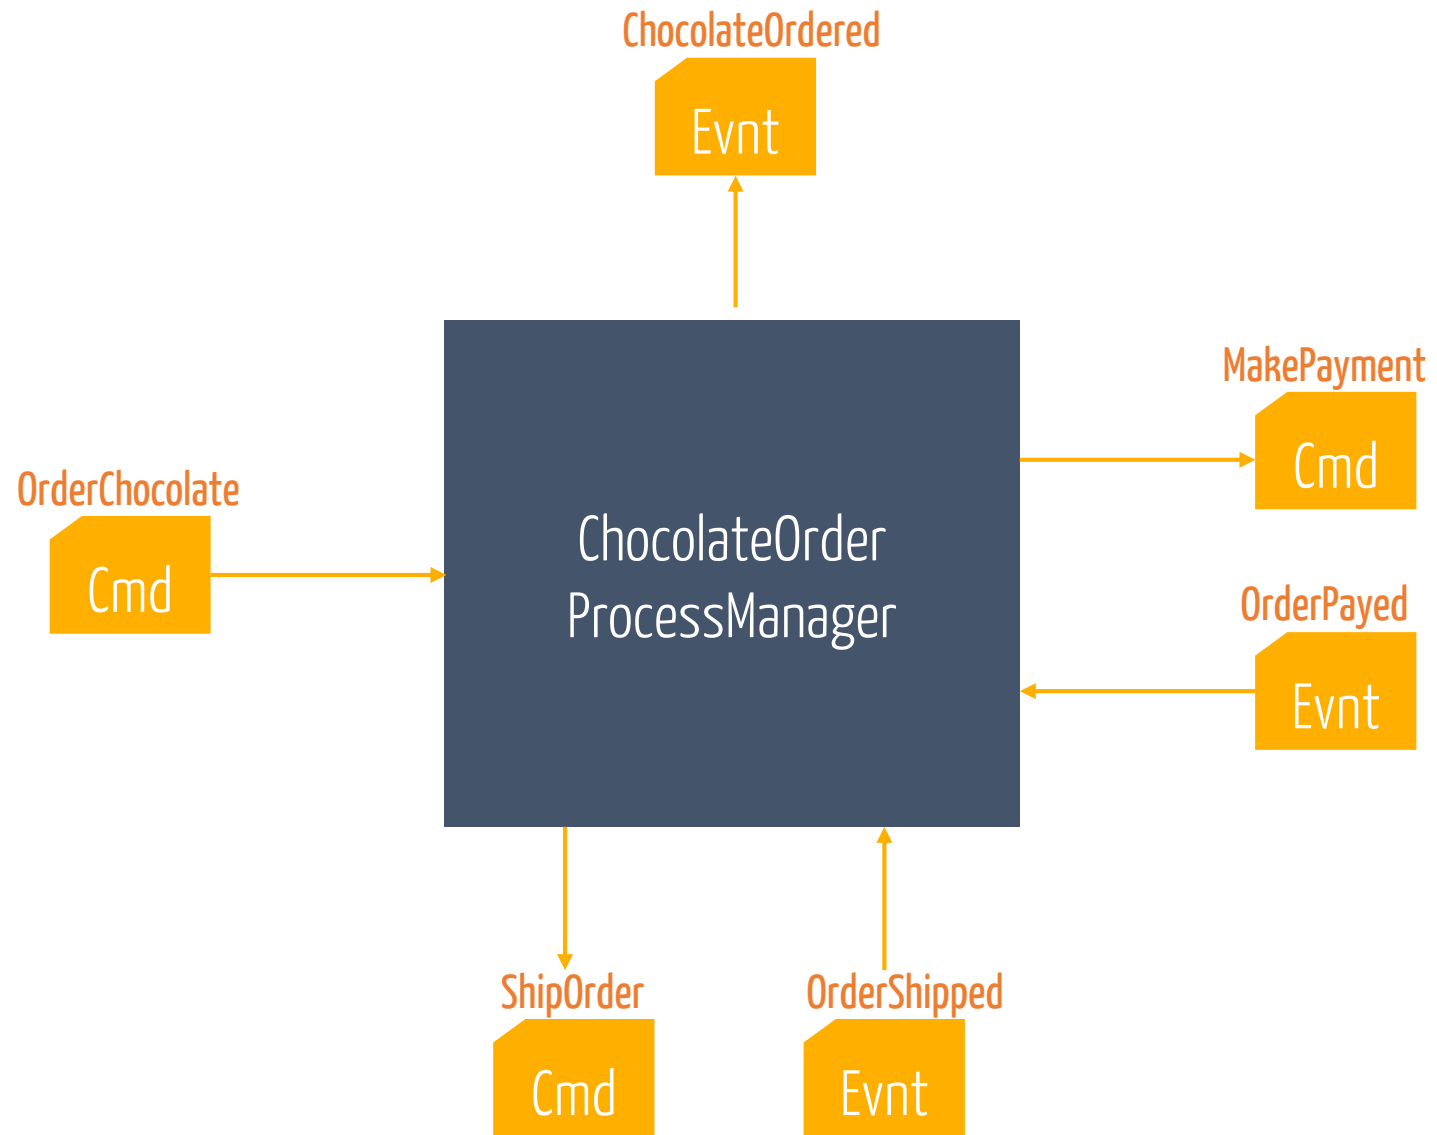 ChocolateOrdered
Evnt
MakePayment
Cmd
OrderChocolate
Cmd
ChocolateOrder
ProcessManager
OrderPayed
Evnt
ShipOrder
Cmd
OrderShipped
Evnt